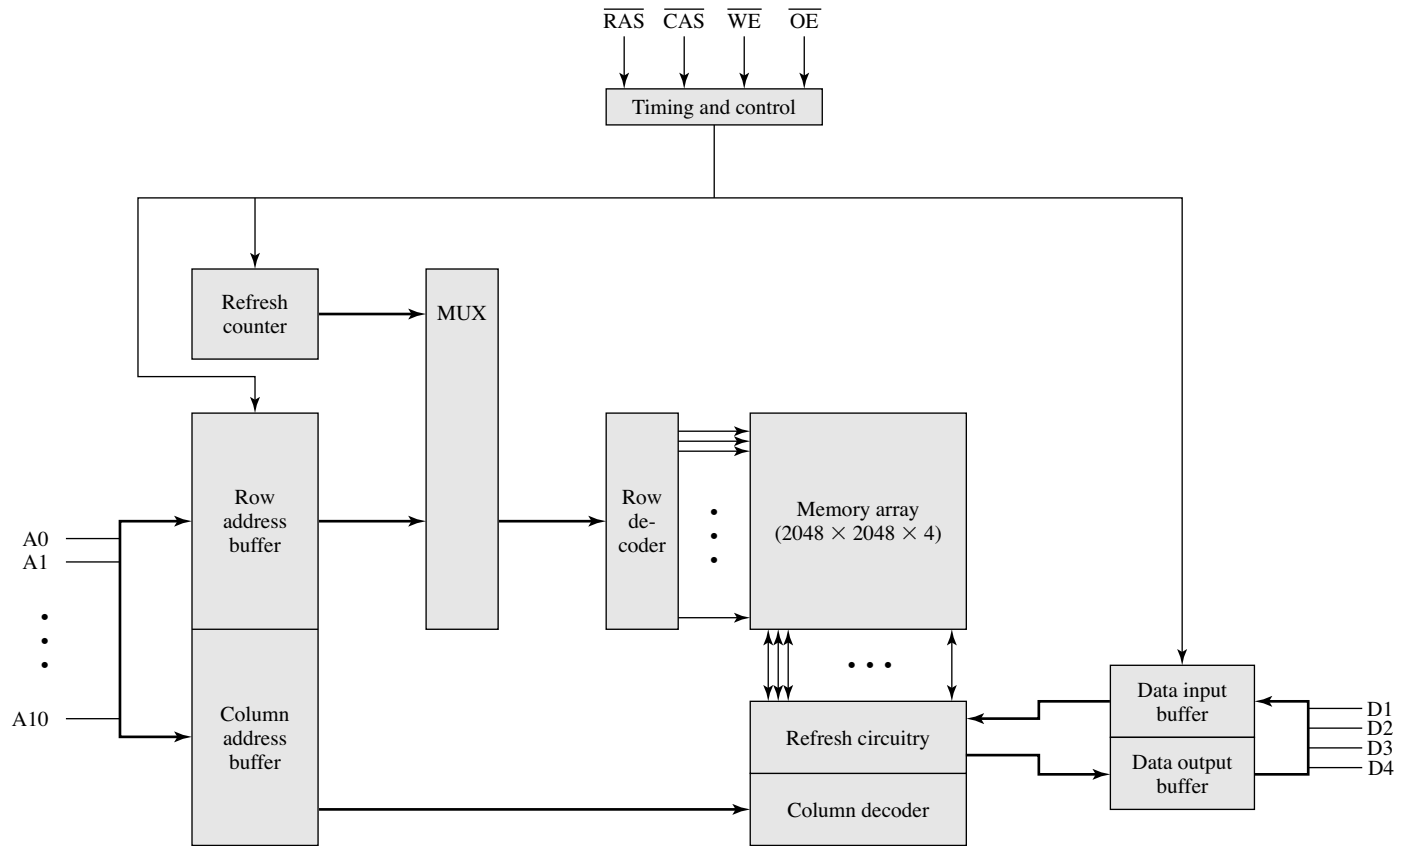 RAS CAS WE OE
Timing and control
Refresh
counter
MUX
Row
address
buffer
Row
de-
coder
Memory array
(2048 × 2048 × 4)
A0
A1
A10
Column
address
buffer
Refresh circuitry
Column decoder
Data input
buffer
Data output
buffer
D1
D2
D3
D4